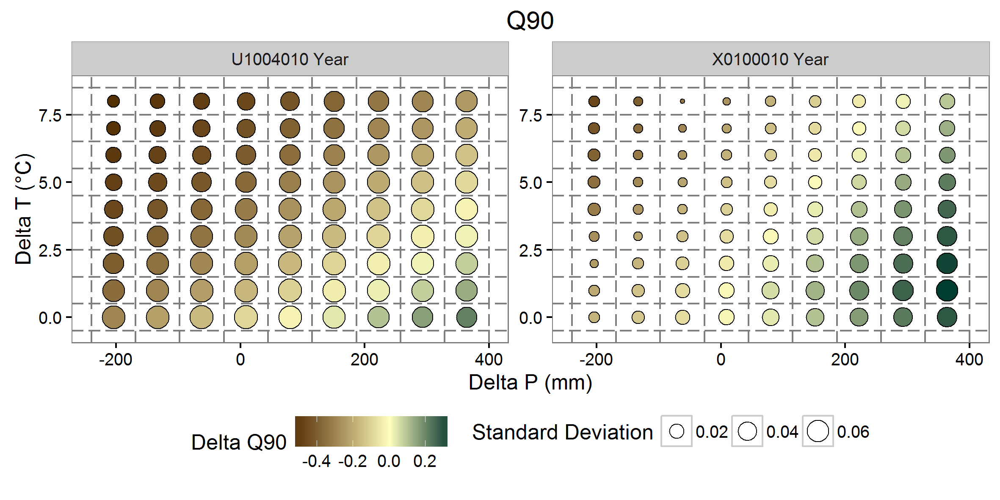 Q90
U1004010 Year
X0100010 Year
Delta T (°C)
7.5
5.0
2.5
0.0
7.5
5.0
2.5
0.0
-200 0 200 400
-200 0 200 400
Delta P (mm)
Delta Q90
-0.4 -0.2 0.0 0.2
Standard Deviation 0.02 0.04 0.06